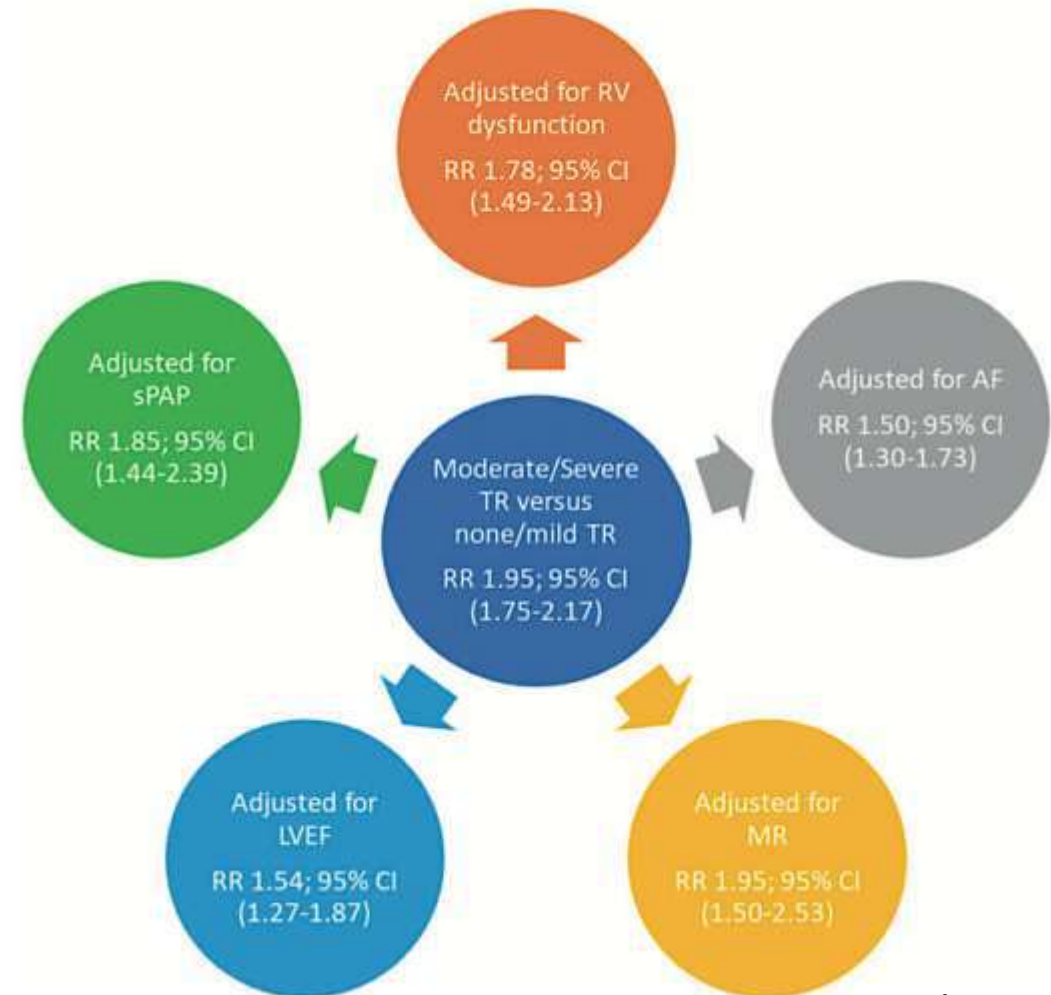 Adjusted for RV
dysfunction
RR 1.78; 95% CI
(1.49-2.13)
Adjusted for
sPAP
RR 1.85; 95% CI
(1.44-2.39)
Adjusted for AF
RR 1.50; 95% CI
(1.30-1.73)
Moderate/Severe
TR versus
none/mild TR
RR 1.95; 95% CI
(1.75-2.17)
Adjusted for
LVEF
RR 1.54; 95% CI
(1.27-1.87)
Adjusted for
MR
RR 1.95; 95% CI
(1.50-2.53)